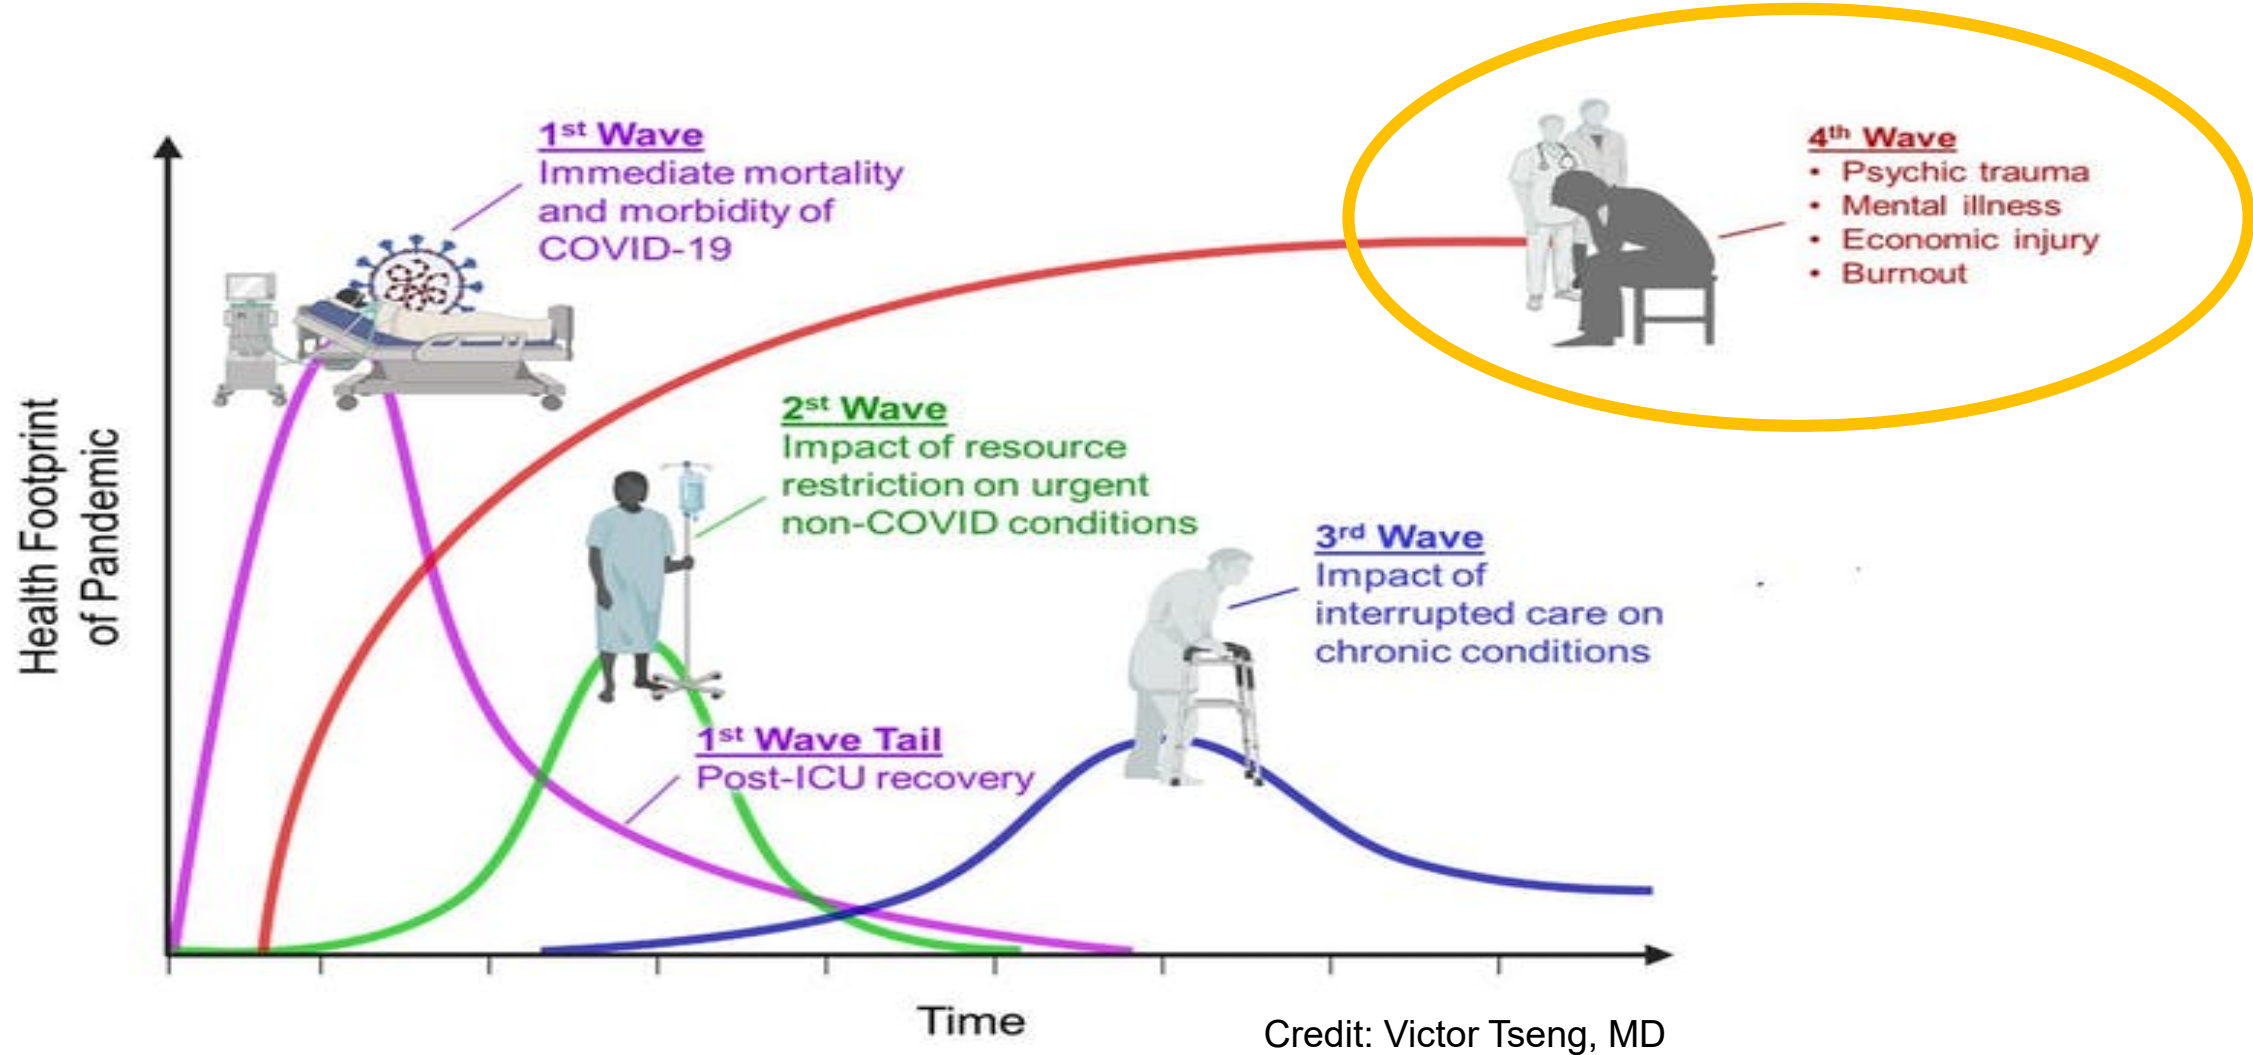 1st Wave
Immediate mortality
and morbidity of
COVID-19
4th Wave
• Psychic trauma
• Mental illness
• Economic injury
• Burnout
2st Wave
Impact of resource
restriction on urgent
non-COVID conditions
3rd Wave
Impact of
interrupted care on
chronic conditions
1st Wave Tail
Post-ICU recovery
Health Footprint
of Pandemic
Time
Credit: Victor Tseng, MD